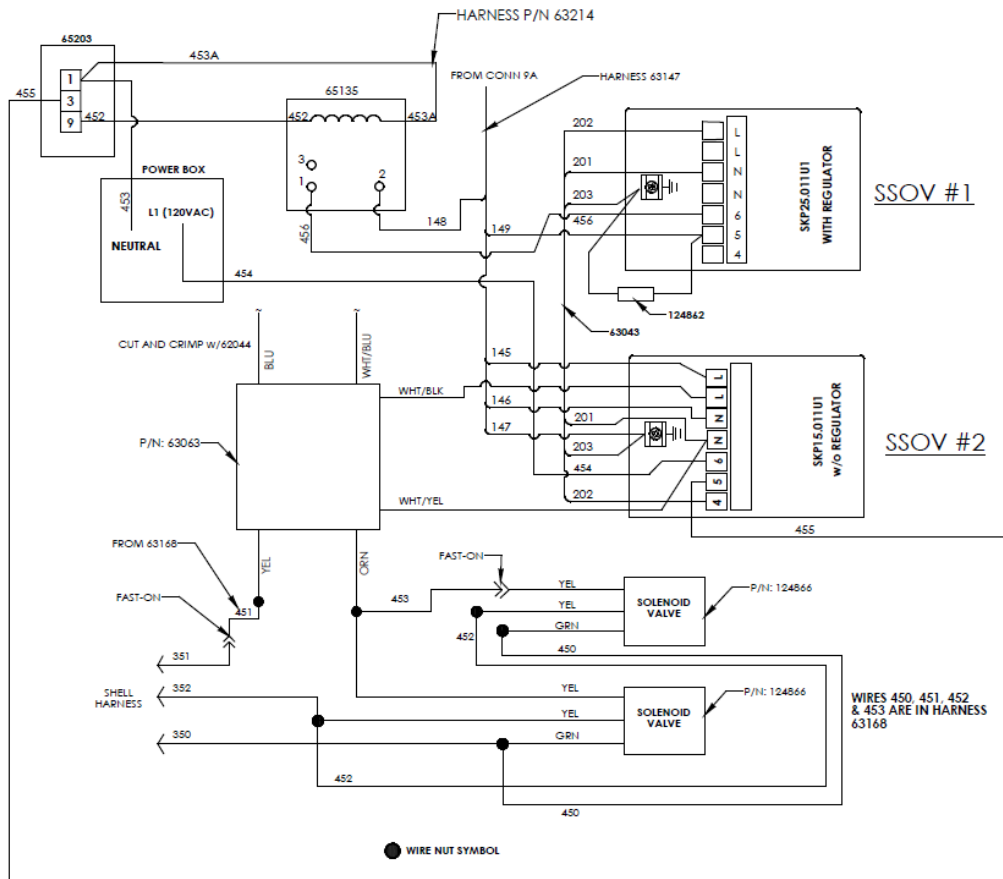 HARNESS P/N 63214
65203
453A
FROM CONN 9A
HARNESS 63147
455
1
3
9
452
65135
452
453A
3
1
2
202
201
203
456
149
148
456
L
L
N
N
6
5
4
SKP25.011U1
WITH REGULATOR
SSOV #1
POWER BOX
453
L1 (120VAC)
NEUTRAL
454
124862
63043
~
~
CUT AND CRIMP w/62044
BLU
WHT/BLU
WHT/BLK
145
146
147
201
203
454
202
L
L
N
N
6
5
4
SKP15.011U1
w/o REGULATOR
SSOV #2
P/N: 63063
WHT/YEL
455
FROM 63168
YEL
ORN
FAST-ON
FAST-ON
451
453
YEL
YEL
GRN
452
450
SOLENOID
VALVE
P/N: 124866
351
SHELL
HARNESS
352
350
YEL
YEL
GRN
SOLENOID
VALVE
P/N: 124866
WIRES 450, 451, 452
& 453 ARE IN HARNESS
63168
452
450
WIRE NUT SYMBOL